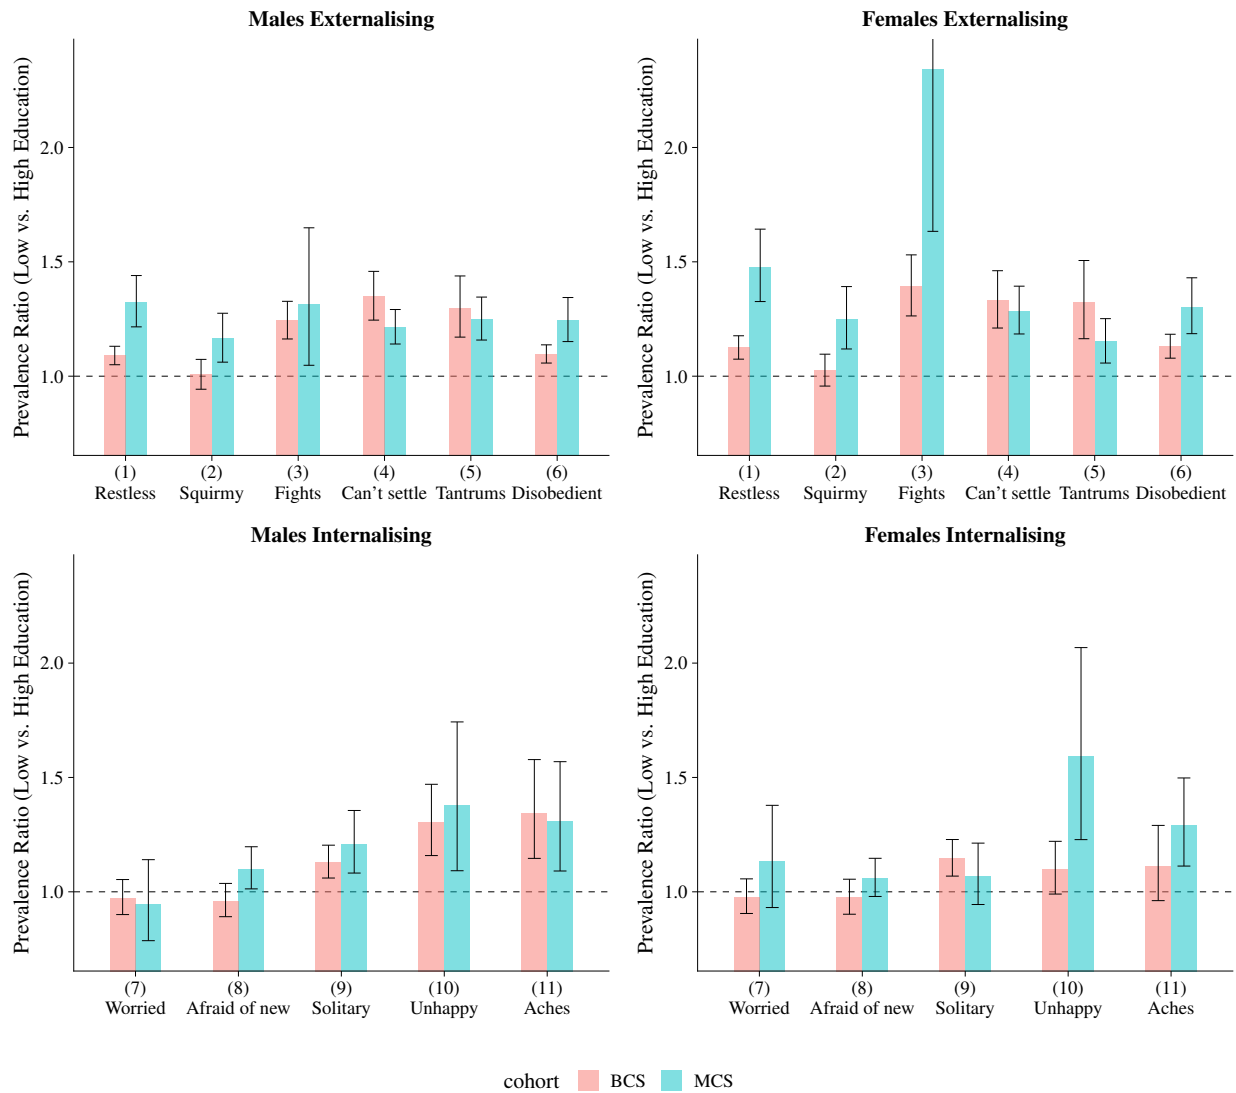 Males Externalising
Prevalence Ratio (Low vs. High Education)
2.0
1.5
1.0
(1) (2) (3) (4) (5) (6)
Restless Squirmy Fights Can't settle Tantrums Disobedient
Females Externalising
Prevalence Ratio (Low vs. High Education)
2.0
1.5
1.0
(1) (2) (3) (4) (5) (6)
Restless Squirmy Fights Can't settle Tantrums Disobedient
Males Internalising
Prevalence Ratio (Low vs. High Education)
2.0
1.5
1.0
(7) (8) (9) (10) (11)
Worried Afraid of new Solitary Unhappy Aches
Females Internalising
Prevalence Ratio (Low vs. High Education)
2.0
1.5
1.0
(7) (8) (9) (10) (11)
Worried Afraid of new Solitary Unhappy Aches
cohort BCS MCS